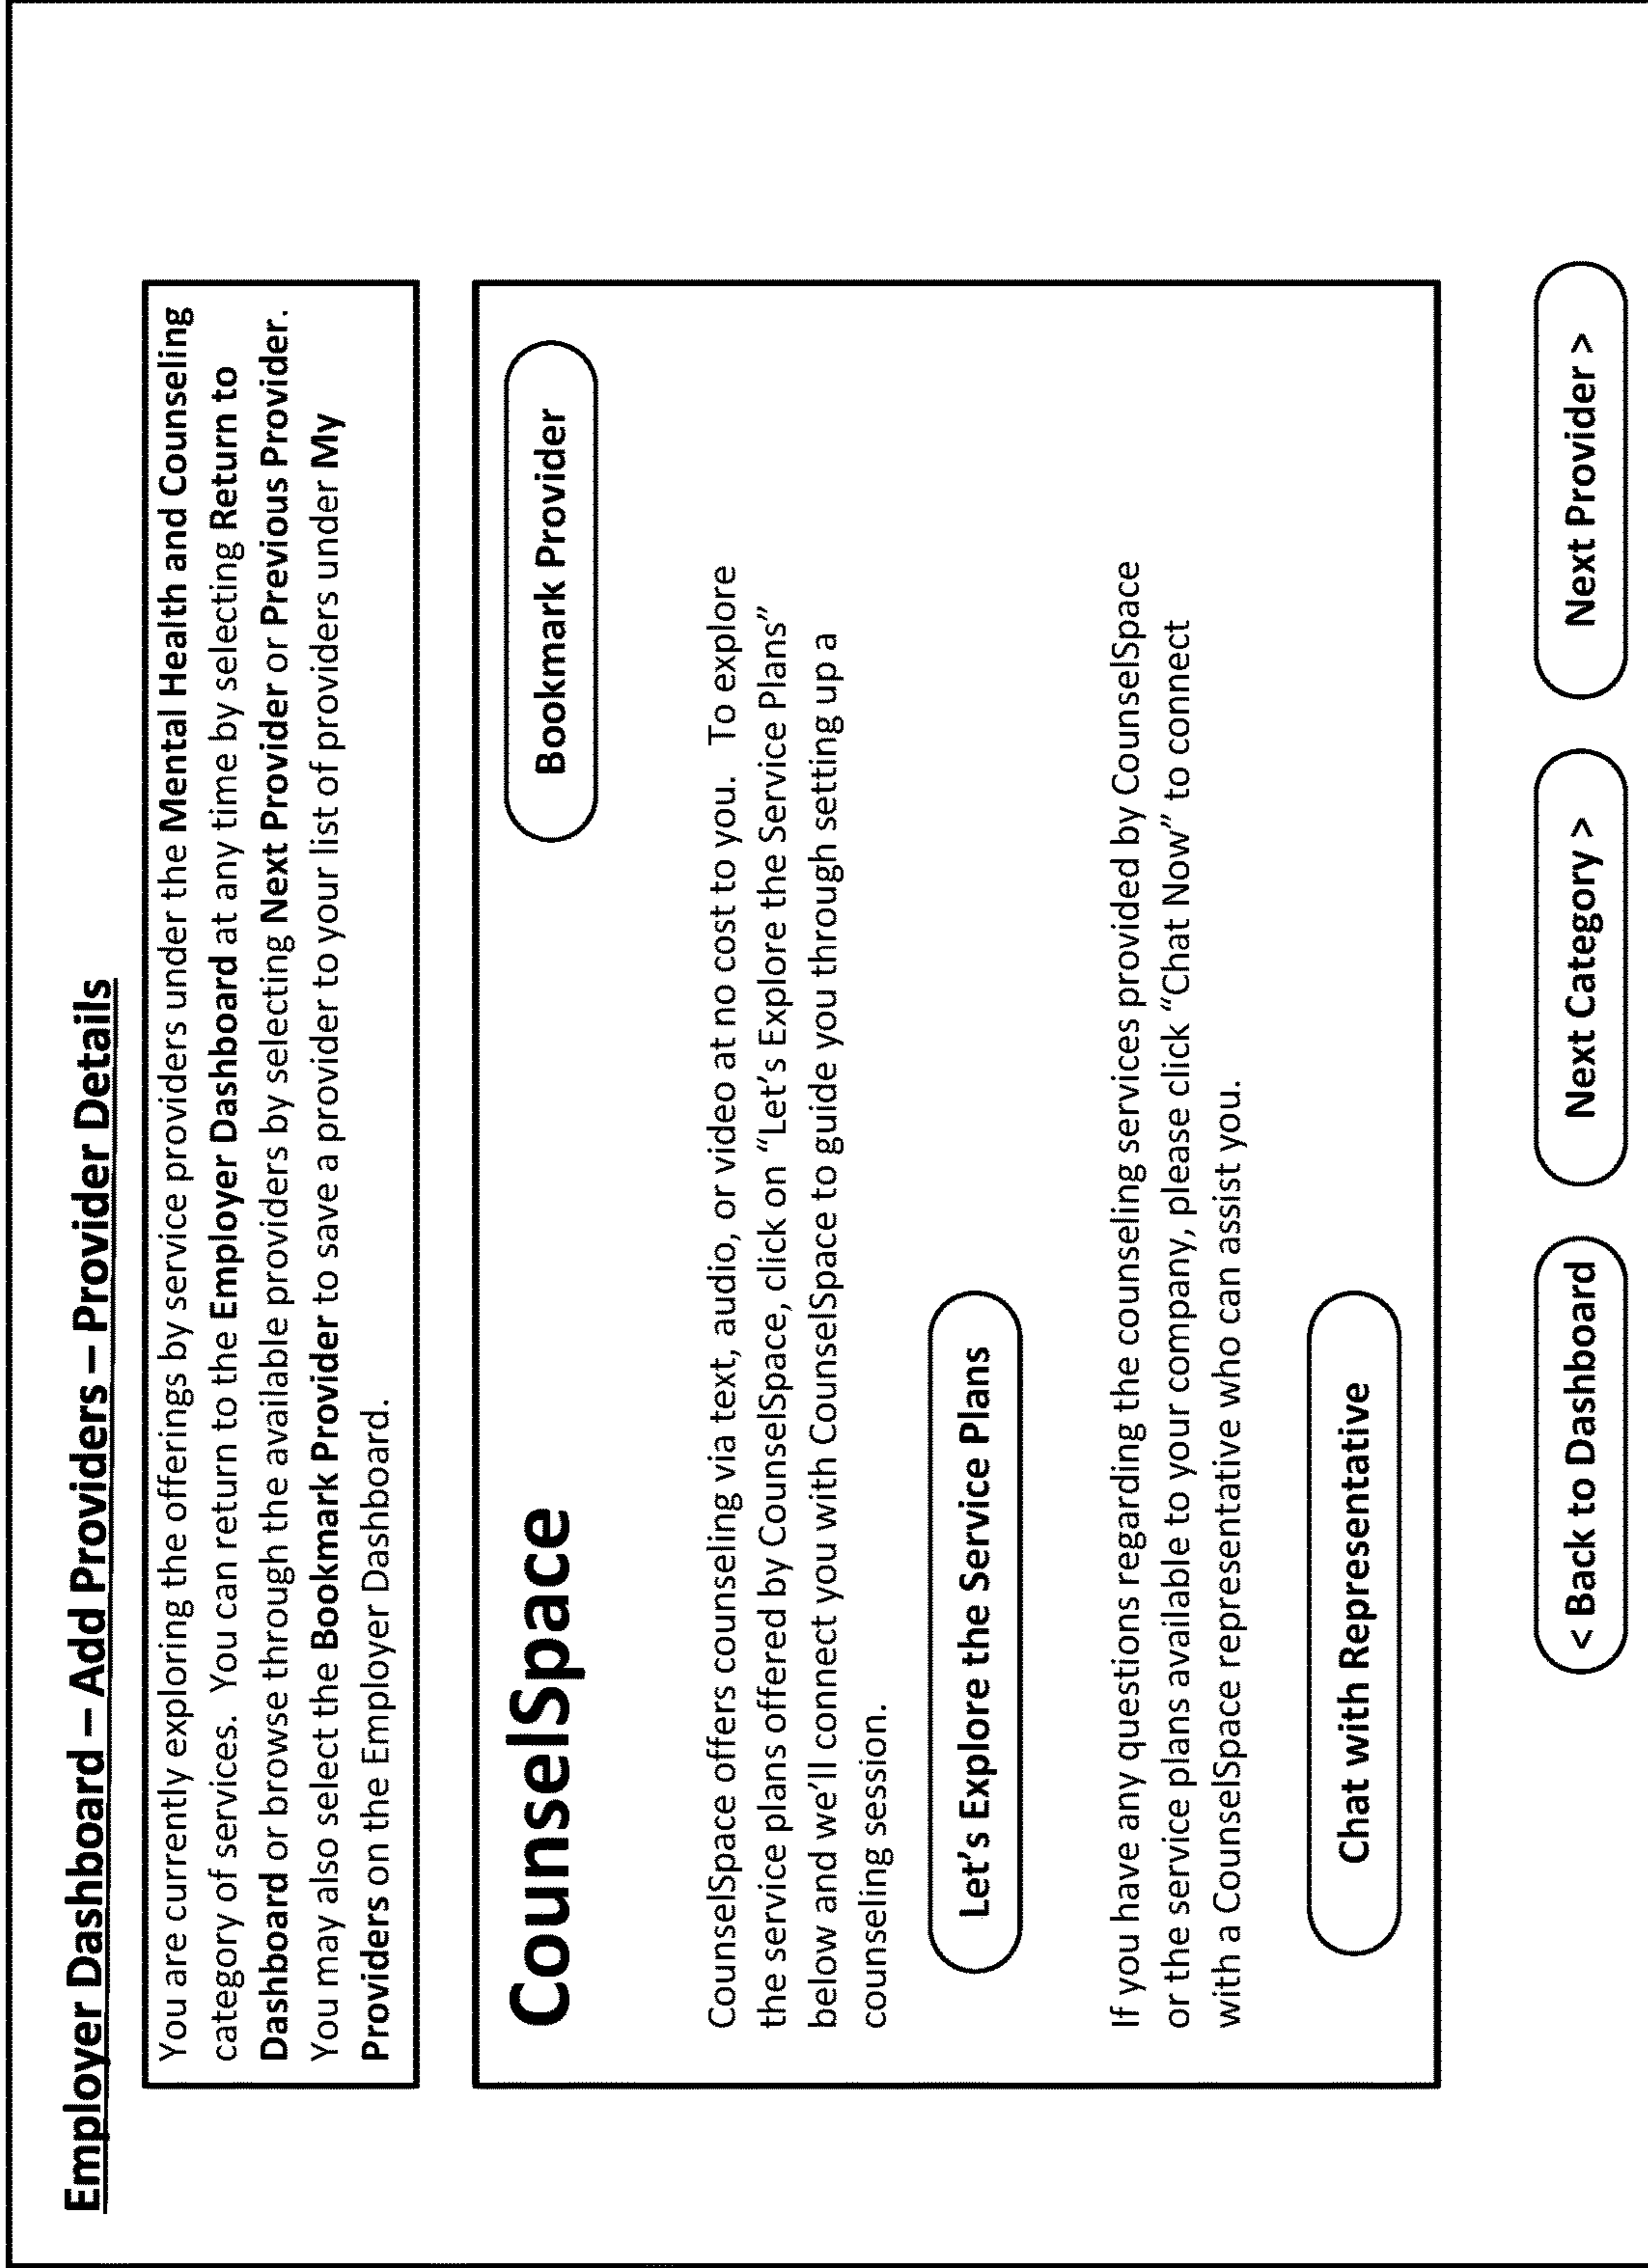 Employer Dashboard – Add Providers – Provider Details
You are currently exploring the offerings by service providers under the Mental Health and Counseling
category of services.  You can return to the Employer Dashboard at any time by selecting Return to
Dashboard or browse through the available providers by selecting Next Provider or Previous Provider.
You may also select the Bookmark Provider to save a provider to your list of providers under My
Providers on the Employer Dashboard.
CounselSpace
Bookmark Provider
CounselSpace offers counseling via text, audio, or video at no cost to you.  To explore
the service plans offered by CounselSpace, click on “Let’s Explore the Service Plans”
below and we’ll connect you with CounselSpace to guide you through setting up a
counseling session.
Let’s Explore the Service Plans
If you have any questions regarding the counseling services provided by CounselSpace
or the service plans available to your company, please click “Chat Now” to connect
with a CounselSpace representative who can assist you.
Chat with Representative
< Back to Dashboard
Next Category >
Next Provider >